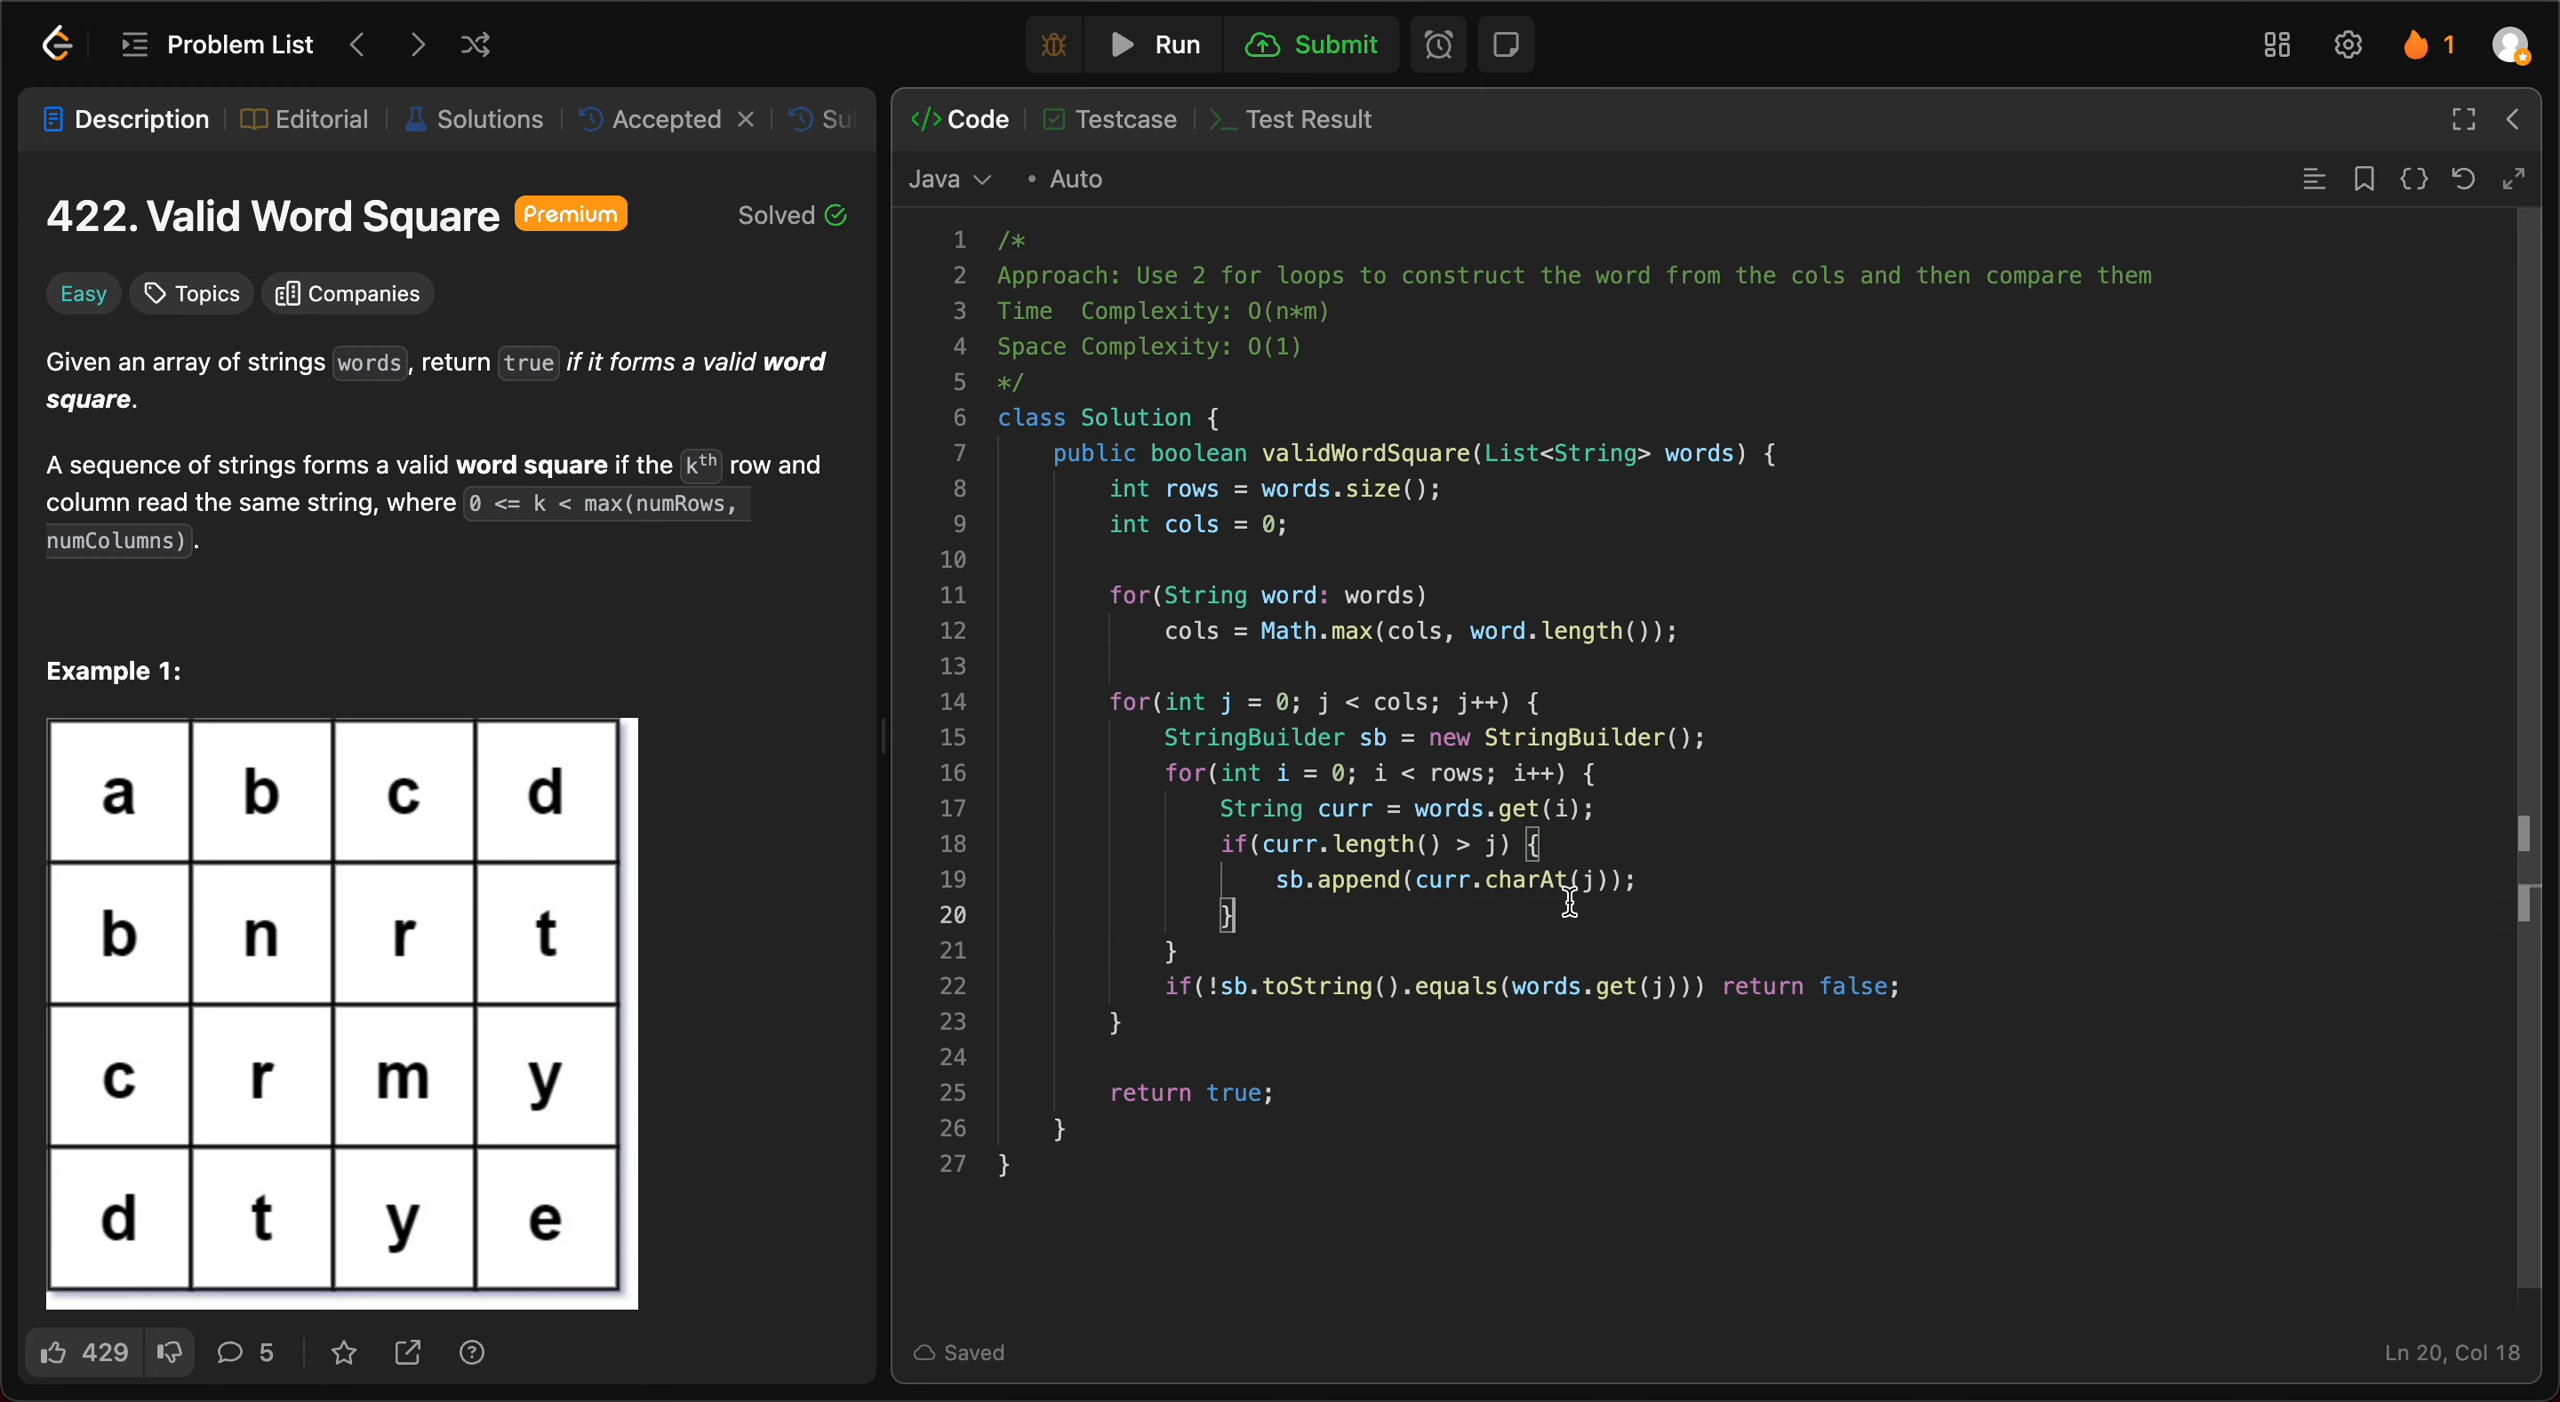 Problem List
Run
Submit
1
Description
Editorial
Solutions
Accepted
Code
Testcase
Test Result
422. Valid Word Square
Premium
Solved
Easy
Topics
Companies
Given an array of strings words, return true if it forms a valid word
square.
A sequence of strings forms a valid word square if the kth row and
column read the same string, where 0 <= k < max(numRows,
numColumns).
Example 1:
a b c d
b n r t
c r m y
d t y e
429
5
Java
• Auto
1 /*
2 Approach: Use 2 for loops to construct the word from the cols and then compare them
3 Time  Complexity: O(n*m)
4 Space Complexity: O(1)
5 */
6 class Solution {
7     public boolean validWordSquare(List<String> words) {
8         int rows = words.size();
9         int cols = 0;
10
11         for(String word: words)
12             cols = Math.max(cols, word.length());
13
14         for(int j = 0; j < cols; j++) {
15             StringBuilder sb = new StringBuilder();
16             for(int i = 0; i < rows; i++) {
17                 String curr = words.get(i);
18                 if(curr.length() > j) {
19                     sb.append(curr.charAt(j));
20                 }
21             }
22             if(!sb.toString().equals(words.get(j))) return false;
23         }
24
25         return true;
26     }
27 }
Saved
Ln 20, Col 18